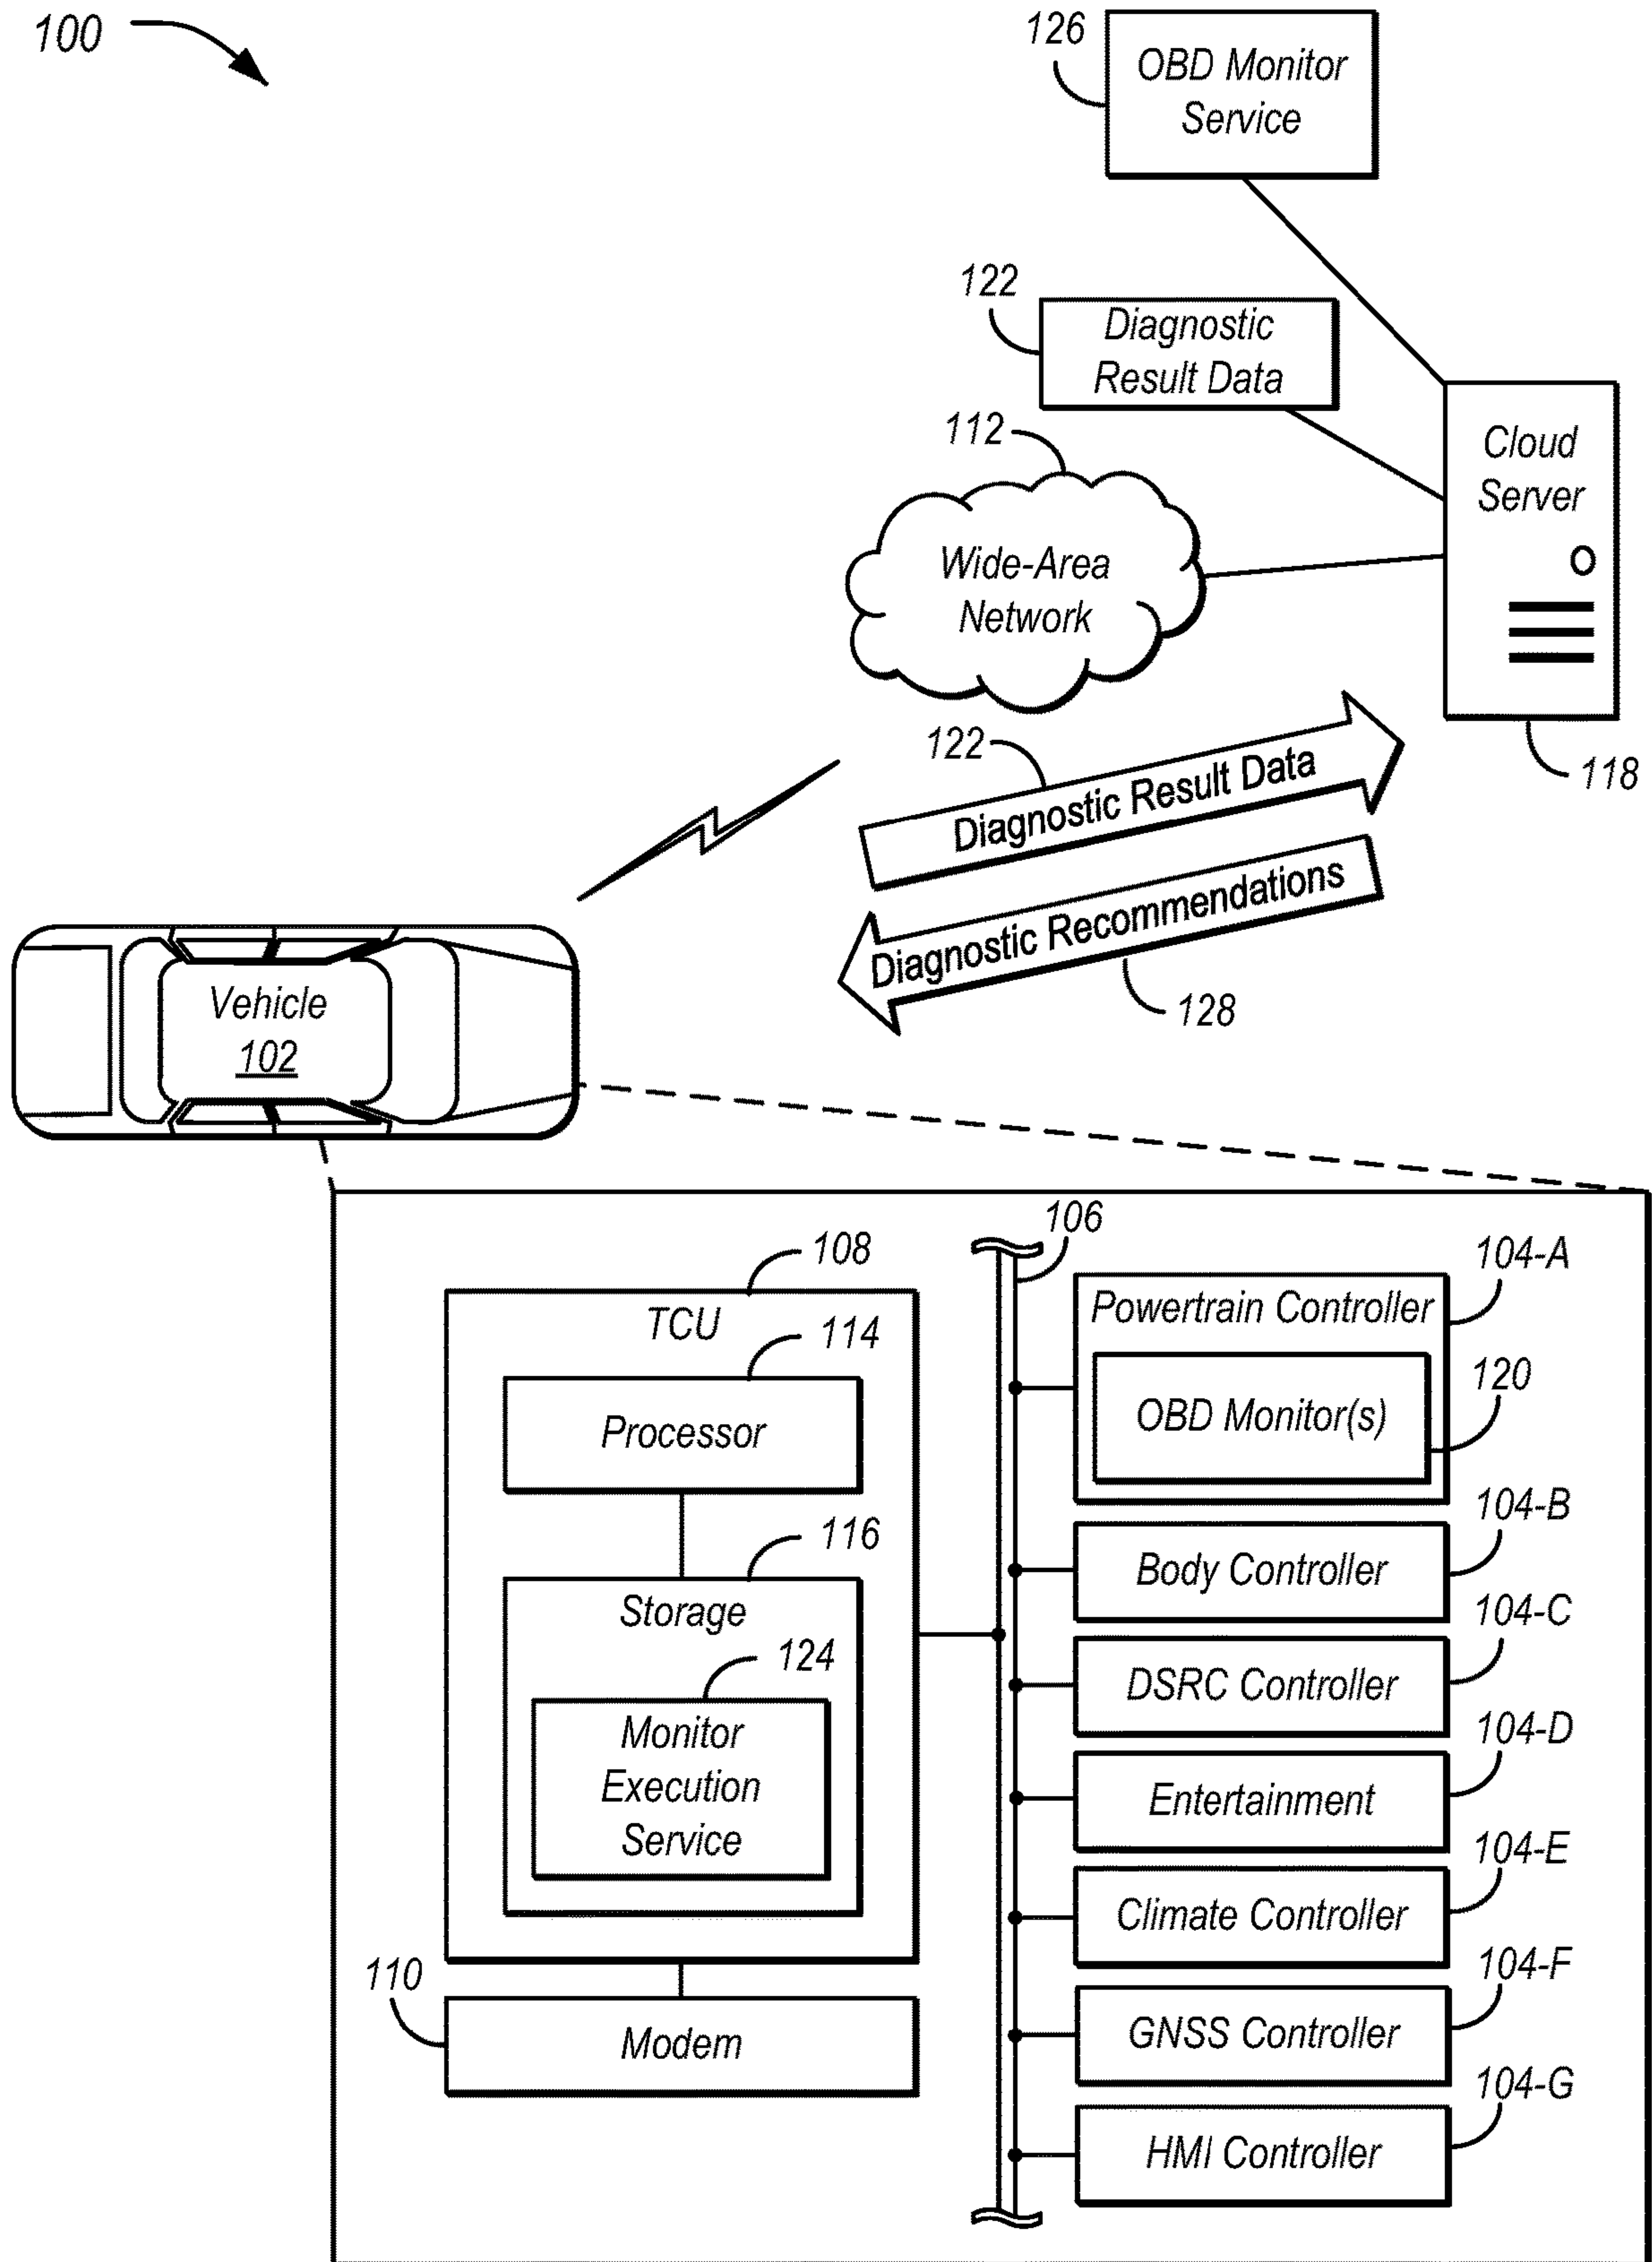 100
126
OBD Monitor
Service
122
Diagnostic
Result Data
112
Cloud
Server
Wide-Area
Network
122
Diagnostic Result Data
118
Diagnostic Recommendations
128
Vehicle
102
106
108
TCU
104-A
Powertrain Controller
114
Processor
120
OBD Monitor(s)
116
Storage
104-B
Body Controller
124
Monitor
Execution
Service
104-C
DSRC Controller
104-D
Entertainment
104-E
Climate Controller
110
Modem
104-F
GNSS Controller
104-G
HMI Controller